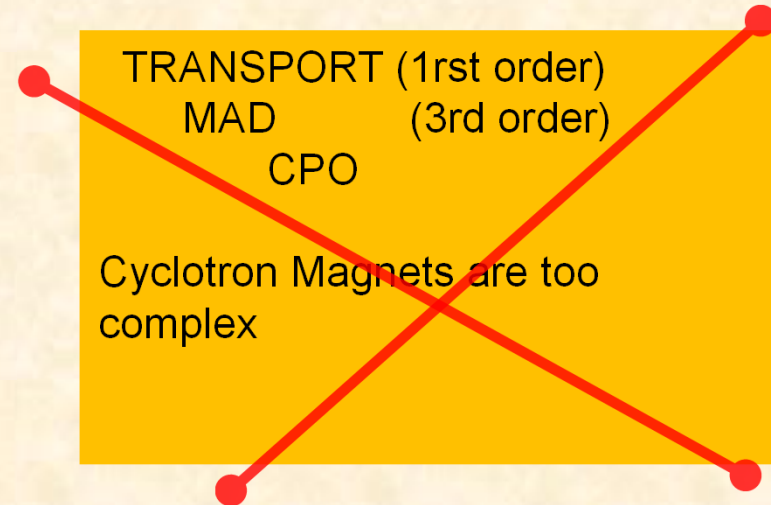 TRANSPORT (1rst order)
MAD (3rd order)
CPO
Cyclotron Magnets are too
complex